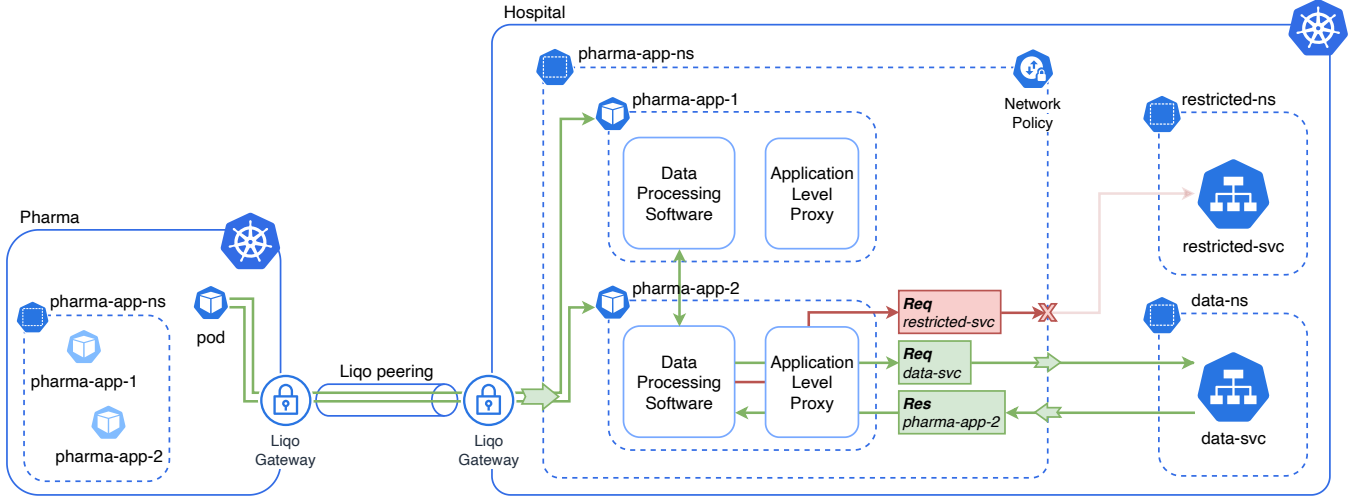 Hospital
pharma-app-ns
Network
Policy
pharma-app-1
Data
Processing
Software
Application
Level
Proxy
restricted-ns
restricted-svc
Pharma
pharma-app-ns
pod
pharma-app-1
pharma-app-2
Liqo peering
Liqo
Gateway
Liqo
Gateway
pharma-app-2
Data
Processing
Software
Application
Level
Proxy
Req
restricted-svc
X
Req
data-svc
Res
pharma-app-2
data-ns
data-svc